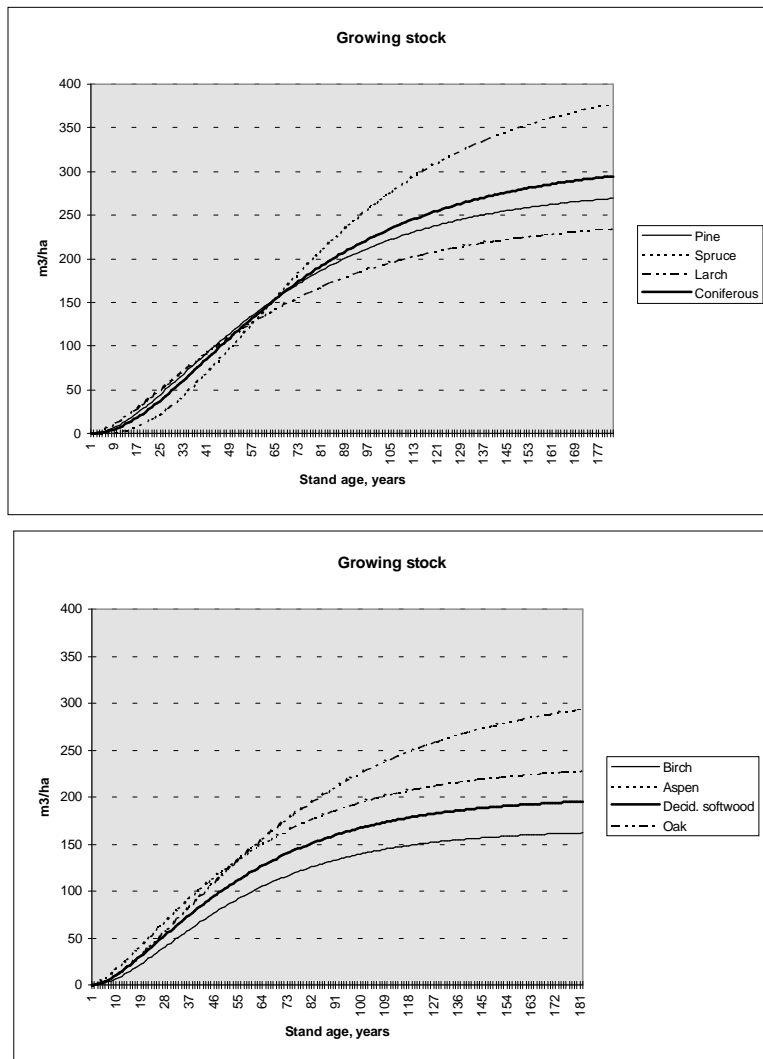 Growing stock
400
350
300
250
200
150
100
50
0
m3/ha
1 9 17 25 33 41 49 57 65 73 81 89 97 105 113 121 129 137 145 153 161 169 177
Stand age, years
Pine
Spruce
Larch
Coniferous
Growing stock
400
350
300
250
200
150
100
50
0
m3/ha
1 10 19 28 37 46 55 64 73 82 91 100 109 118 127 136 145 154 163 172 181
Stand age, years
Birch
Aspen
Decid. softwood
Oak